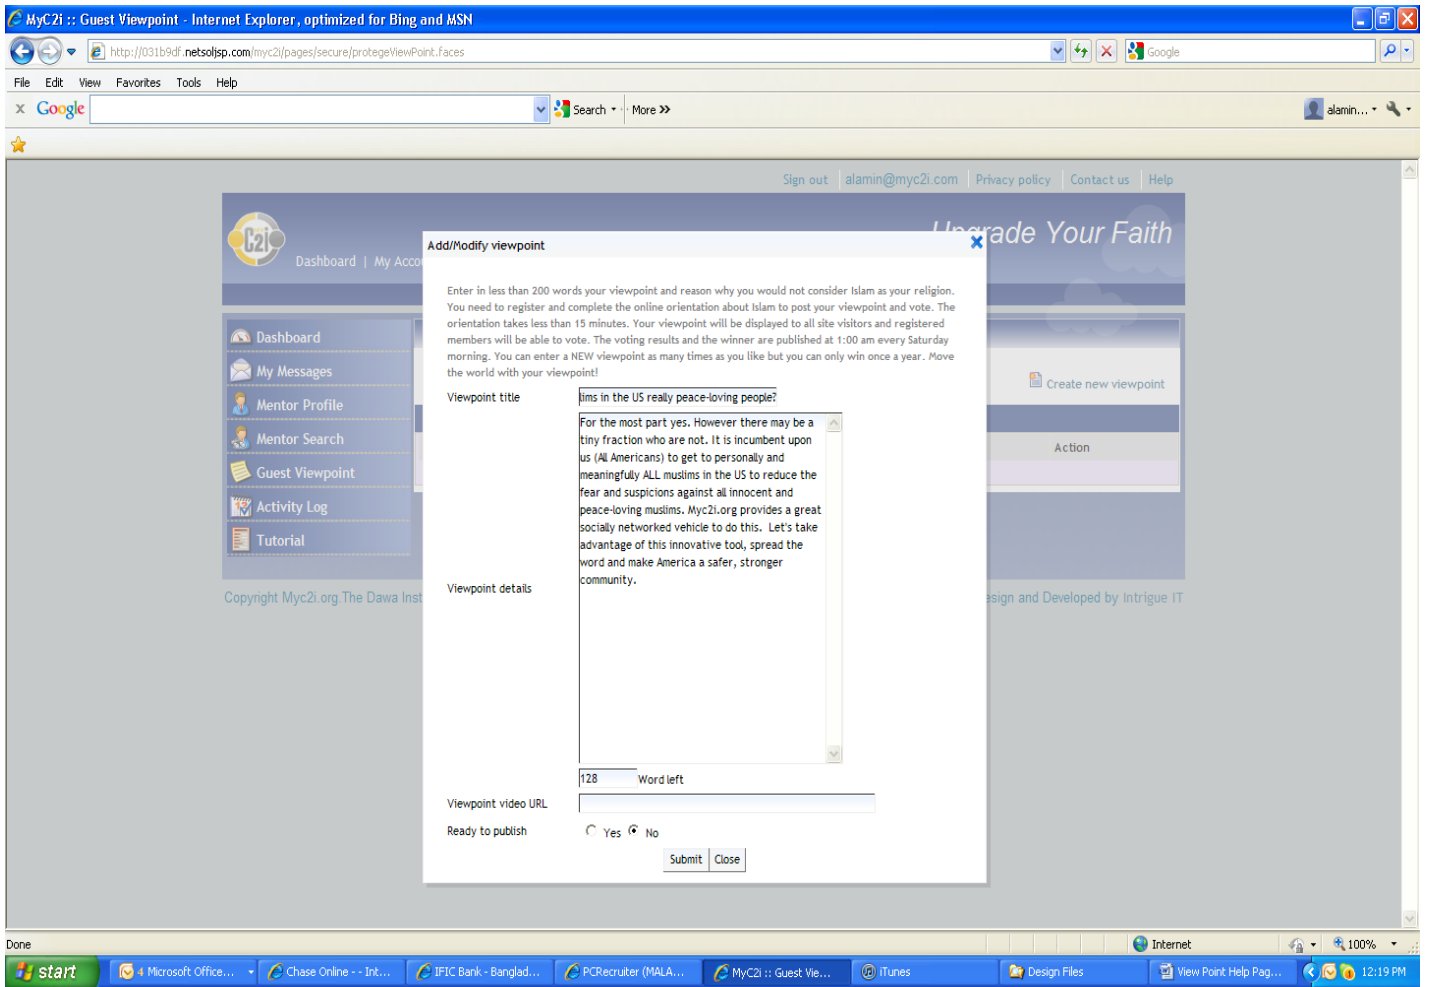 MyC2i :: Guest Viewpoint - Internet Explorer, optimized for Bing and MSN
http://031b9df.netsoljsp.com/myc2i/pages/secure/protegeViewPoint.faces
Google
File Edit View Favorites Tools Help
x Google Search More >> alamin...
Sign out alamin@myc2i.com Privacy policy Contact us Help
C2i
Upgrade Your Faith
Dashboard | My Acco
Add/Modify viewpoint
Enter in less than 200 words your viewpoint and reason why you would not consider Islam as your religion.
You need to register and complete the online orientation about Islam to post your viewpoint and vote. The
orientation takes less than 15 minutes. Your viewpoint will be displayed to all site visitors and registered
members will be able to vote. The voting results and the winner are published at 1:00 am every Saturday
morning. You can enter a NEW viewpoint as many times as you like but you can only win once a year. Move
the world with your viewpoint!
Dashboard
My Messages
Mentor Profile
Mentor Search
Guest Viewpoint
Activity Log
Tutorial
Create new viewpoint
Action
Viewpoint title
lims in the US really peace-loving people?
Viewpoint details
For the most part yes. However there may be a
tiny fraction who are not. It is incumbent upon
us (All Americans) to get to personally and
meaningfully ALL muslims in the US to reduce the
fear and suspicions against all innocent and
peace-loving muslims. Myc2i.org provides a great
socially networked vehicle to do this. Let's take
advantage of this innovative tool, spread the
word and make America a safer, stronger
community.
128 Word left
Viewpoint video URL
Ready to publish Yes No
Submit Close
Copyright Myc2i.org.The Dawa Inst
esign and Developed by Intrigue IT
Done Internet 100%
start 4 Microsoft Office... Chase Online - - Int... IFIC Bank - Banglad... PCRecruiter (MALA... MyC2i :: Guest Vie... iTunes Design Files View Point Help Pag... 12:19 PM